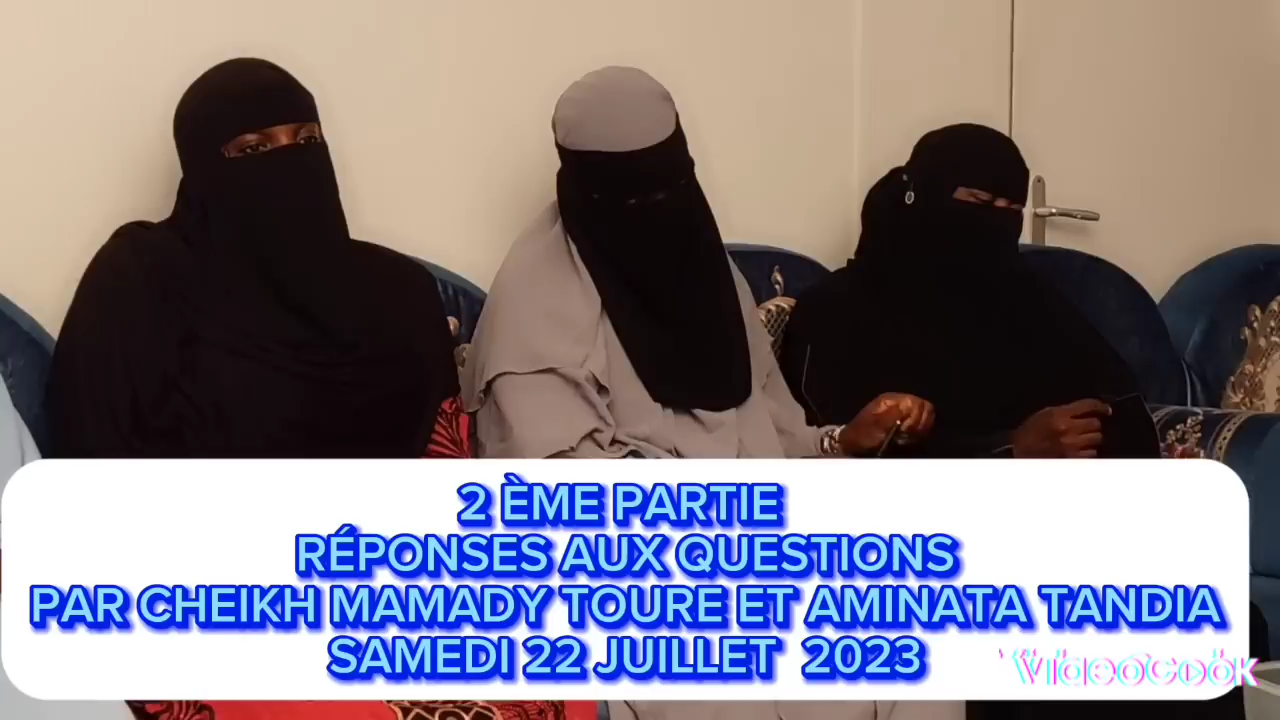 2 ÈME PARTIE
RÉPONSES AUX QUESTIONS
PAR CHEIKH MAMADY TOURE ET AMINATA TANDIA
SAMEDI 22 JUILLET 2023
VideoCook